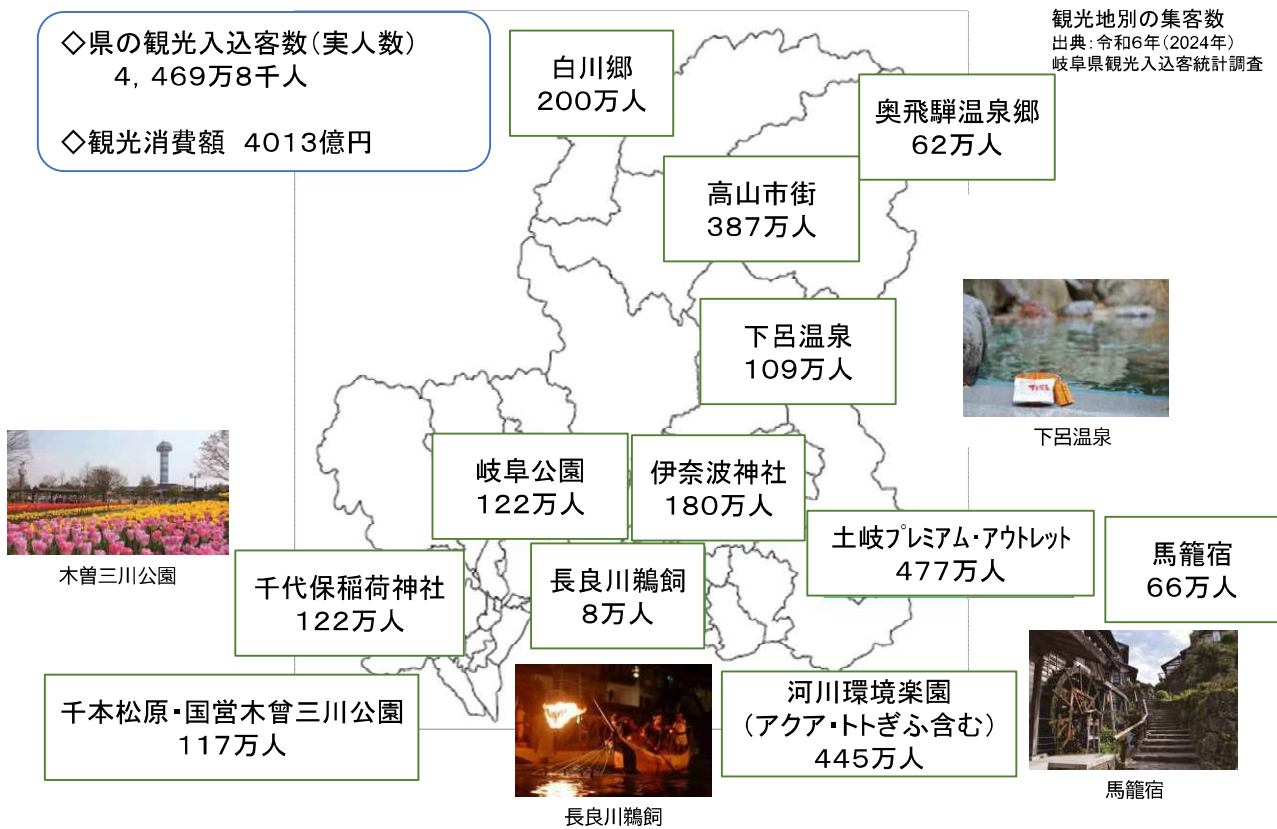 ◇県の観光入込客数(実人数)
４，４６９万８千人
◇観光消費額　４０１３億円
観光地別の集客数
出典：令和６年(2024年)
岐阜県観光入込客統計調査
白川郷
２００万人
奥飛騨温泉郷
６２万人
高山市街
３８７万人
下呂温泉
１０９万人
下呂温泉
岐阜公園
１２２万人
伊奈波神社
１８０万人
土岐プレミアム・アウトレット
４７７万人
馬籠宿
６６万人
木曽三川公園
千代保稲荷神社
１２２万人
長良川鵜飼
８万人
千本松原・国営木曽三川公園
１１７万人
河川環境楽園
(アクア・トトぎふ含む)
４４５万人
馬籠宿
長良川鵜飼